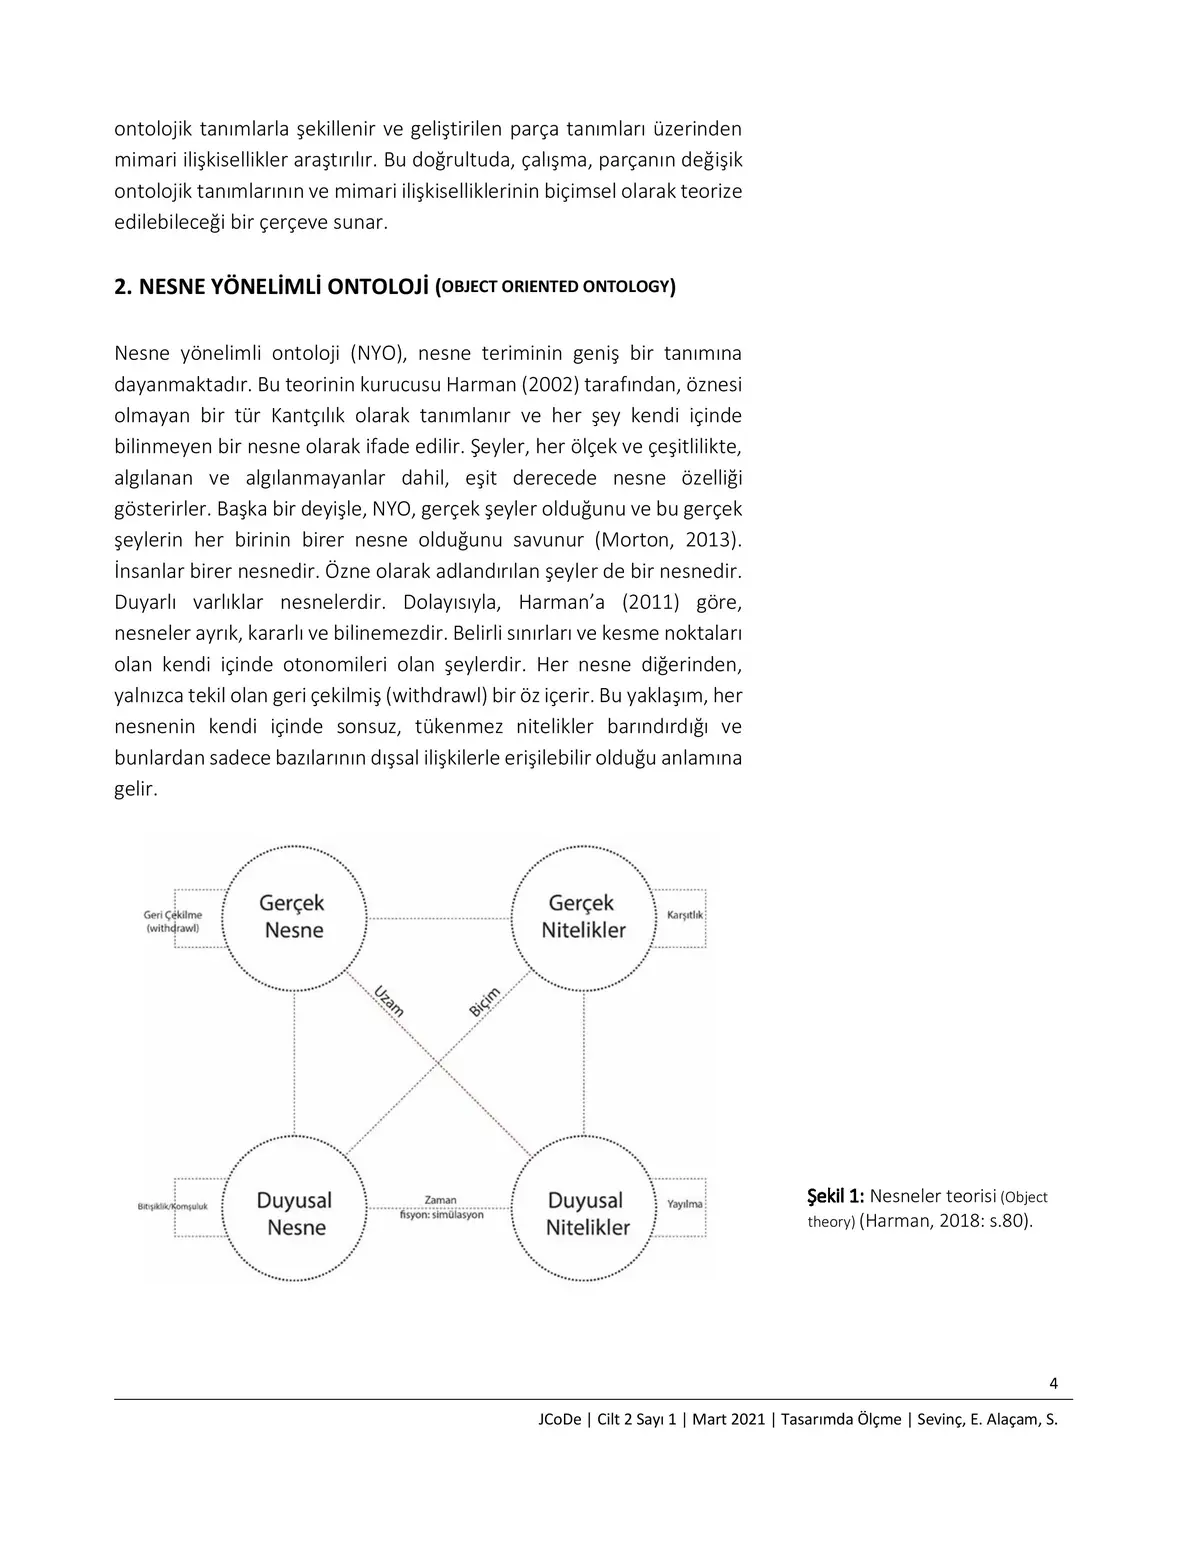 ontolojik tanımlarla şekillenir ve geliştirilen parça tanımları üzerinden
mimari ilişkisellikler araştırılır. Bu doğrultuda, çalışma, parçanın değişik
ontolojik tanımlarının ve mimari ilişkiselliklerinin biçimsel olarak teorize
edilebileceği bir çerçeve sunar.
2. NESNE YÖNELİMLİ ONTOLOJİ (OBJECT ORIENTED ONTOLOGY)
Nesne yönelimli ontoloji (NYO), nesne teriminin geniş bir tanımına
dayanmaktadır. Bu teorinin kurucusu Harman (2002) tarafından, öznesi
olmayan bir tür Kantçılık olarak tanımlanır ve her şey kendi içinde
bilinmeyen bir nesne olarak ifade edilir. Şeyler, her ölçek ve çeşitlilikte,
algılanan ve algılanmayanlar dahil, eşit derecede nesne özelliği
gösterirler. Başka bir deyişle, NYO, gerçek şeyler olduğunu ve bu gerçek
şeylerin her birinin birer nesne olduğunu savunur (Morton, 2013).
İnsanlar birer nesnedir. Özne olarak adlandırılan şeyler de bir nesnedir.
Duyarlı varlıklar nesnelerdir. Dolayısıyla, Harman’a (2011) göre,
nesneler ayrık, kararlı ve bilinemezdir. Belirli sınırları ve kesme noktaları
olan kendi içinde otonomileri olan şeylerdir. Her nesne diğerinden,
yalnızca tekil olan geri çekilmiş (withdrawl) bir öz içerir. Bu yaklaşım, her
nesnenin kendi içinde sonsuz, tükenmez nitelikler barındırdığı ve
bunlardan sadece bazılarının dışsal ilişkilerle erişilebilir olduğu anlamına
gelir.
Geri Çekilme
(withdrawl)
Gerçek
Nesne
Gerçek
Nitelikler
Karşıtlık
Uzam
Biçim
Bitişiklik/Komşuluk
Duyusal
Nesne
Zaman
fisyon: simülasyon
Duyusal
Nitelikler
Yayılma
Şekil 1: Nesneler teorisi (Object
theory) (Harman, 2018: s.80).
4
JCoDe | Cilt 2 Sayı 1 | Mart 2021 | Tasarımda Ölçme | Sevinç, E. Alaçam, S.